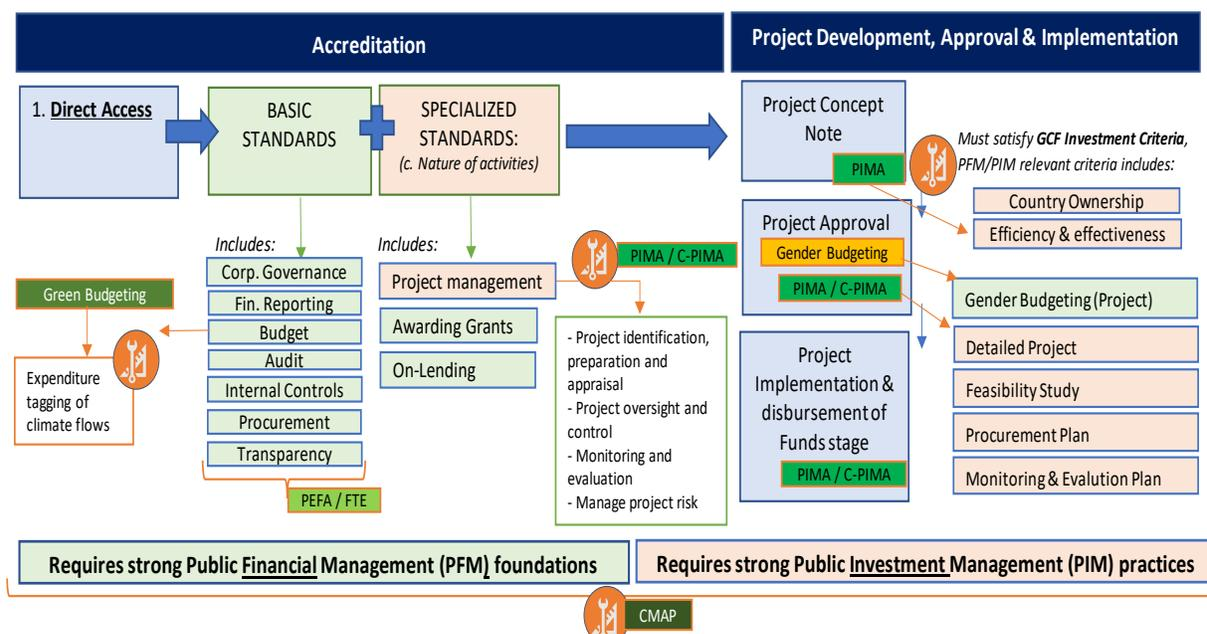 Accreditation
Project Development, Approval & Implementation
1. Direct Access
BASIC
STANDARDS
SPECIALIZED
STANDARDS:
(c. Nature of activities)
Project Concept
Note
PIMA
Must satisfy GCF Investment Criteria,
PFM/PIM relevant criteria includes:
Country Ownership
Efficiency & effectiveness
Project Approval
Gender Budgeting
PIMA / C-PIMA
Gender Budgeting (Project)
Detailed Project
Feasibility Study
Procurement Plan
Monitoring & Evalution Plan
Project
Implementation &
disbursement of
Funds stage
PIMA / C-PIMA
Includes:
Corp. Governance
Fin. Reporting
Budget
Audit
Internal Controls
Procurement
Transparency
PEFA / FTE
Green Budgeting
Expenditure
tagging of
climate flows
Includes:
Project management
Awarding Grants
On-Lending
PIMA / C-PIMA
- Project identification,
preparation and
appraisal
- Project oversight and
control
- Monitoring and
evaluation
- Manage project risk
Requires strong Public Financial Management (PFM) foundations
Requires strong Public Investment Management (PIM) practices
CMAP